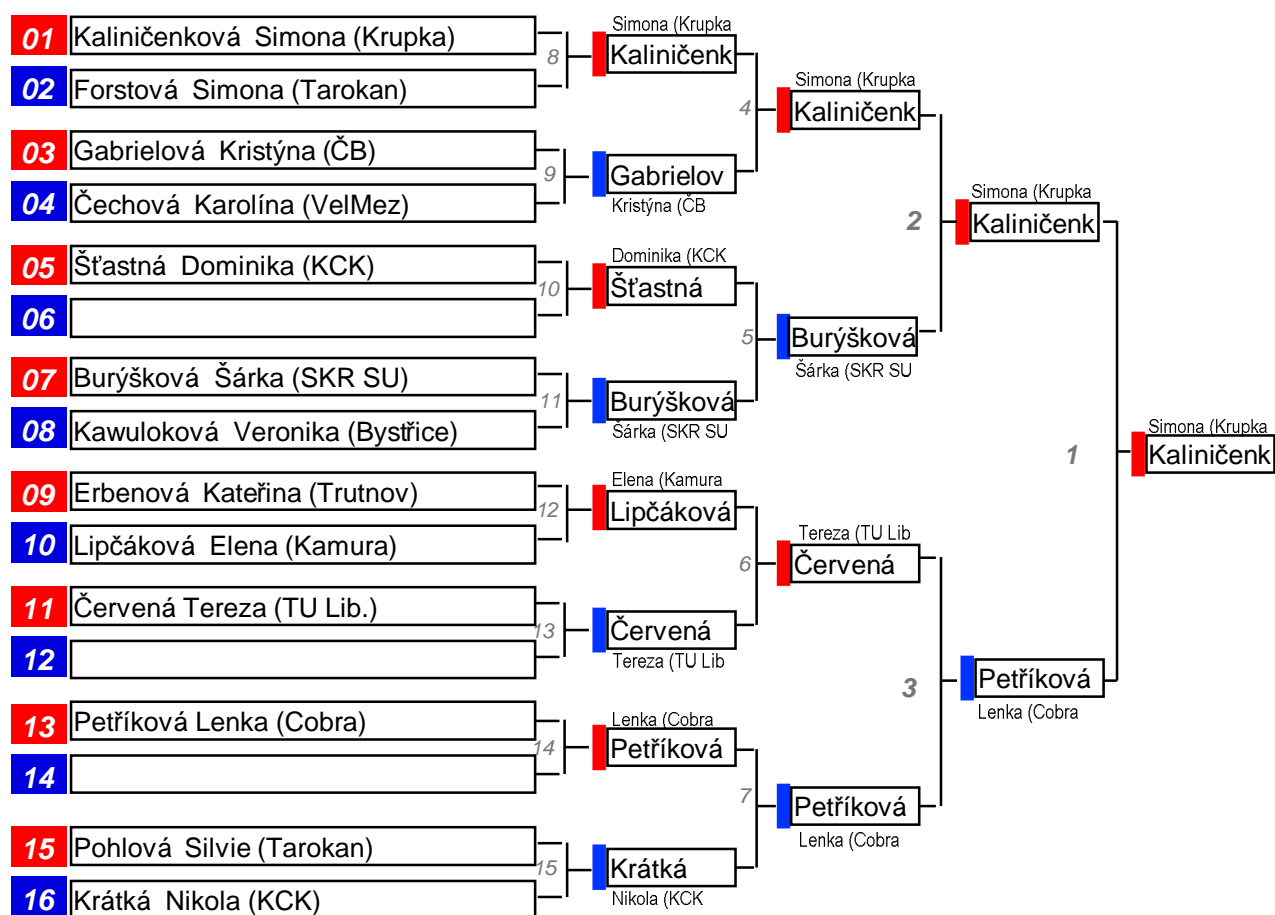 01 Kaliničenková Simona (Krupka)
02 Forstová Simona (Tarokan)
03 Gabrielová Kristýna (ČB)
04 Čechová Karolína (VelMez)
05 Šťastná Dominika (KCK)
06
07 Burýšková Šárka (SKR SU)
08 Kawuloková Veronika (Bystřice)
09 Erbenová Kateřina (Trutnov)
10 Lipčáková Elena (Kamura)
11 Červená Tereza (TU Lib.)
12
13 Petříková Lenka (Cobra)
14
15 Pohlová Silvie (Tarokan)
16 Krátká Nikola (KCK)
8
9
10
11
12
13
14
15
Simona (Krupka
Kaliničenk
Gabrielov
Kristýna (ČB
Dominika (KCK
Šťastná
Burýšková
Šárka (SKR SU
Elena (Kamura
Lipčáková
Červená
Tereza (TU Lib
Lenka (Cobra
Petříková
Krátká
Nikola (KCK
4
5
6
7
Simona (Krupka
Kaliničenk
Burýšková
Šárka (SKR SU
Tereza (TU Lib
Červená
Petříková
Lenka (Cobra
2
3
Simona (Krupka
Kaliničenk
Petříková
Lenka (Cobra
1
Simona (Krupka
Kaliničenk